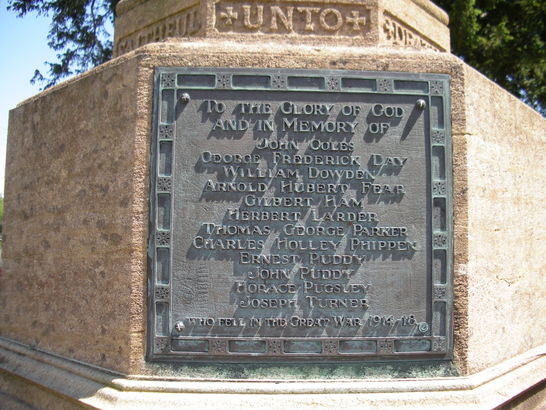 FAITHFUL +UNTO+ DEATH
TO THE GLORY OF GOD
AND IN MEMORY OF
JOHN COLES
GEORGE FREDERICK DAY
WILLIAM DOWDEN
ARNOLD HUBERT FEAR
GILBERT HAM
HERBERT LARDER
THOMAS GEORGE PARKER
CHARLES HOLLEY PHIPPEN
ERNEST PUDDY
JOHN PUDDY
HORACE PUGSLEY
JOSEPH TURNER
WHO FELL IN THE GREAT WAR 1914-18